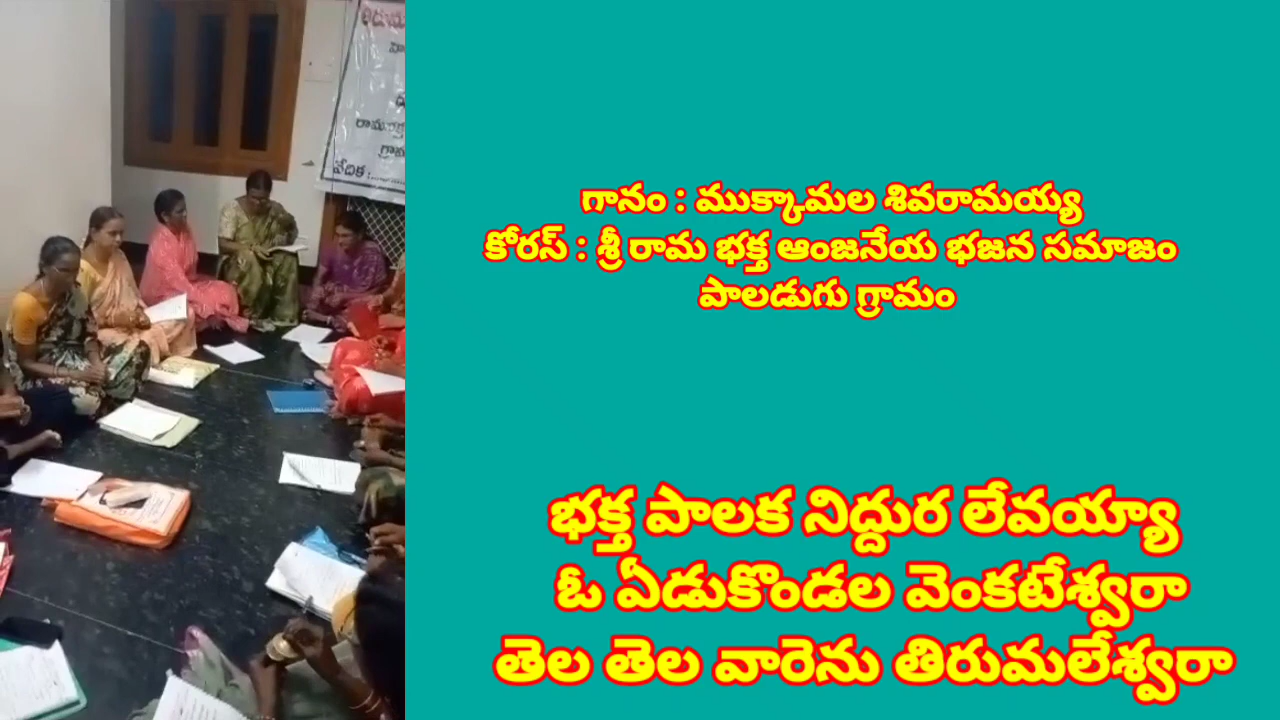 వేదిక :
గానం : ముక్కామల శివరామయ్య
కోరస్ : శ్రీ రామ భక్త ఆంజనేయ భజన సమాజం
పాలడుగు గ్రామం
భక్త పాలక నిద్దుర లేవయ్యా
ఓ ఏడుకొండల వెంకటేశ్వరా
తెల తెల వారెను తిరుమలేశ్వరా